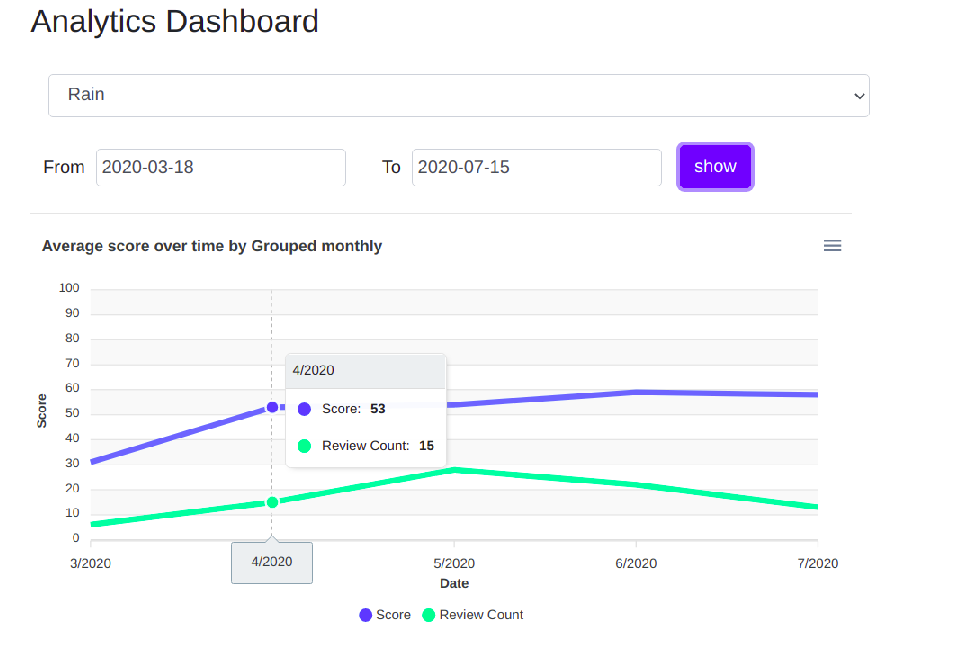 Analytics Dashboard
Rain
From 2020-03-18 To 2020-07-15 show
Average score over time by Grouped monthly
100
90
80
70
60
50
40
30
20
10
0
Score
4/2020
Score: 53
Review Count: 15
3/2020 4/2020 5/2020 6/2020 7/2020
Date
Score Review Count